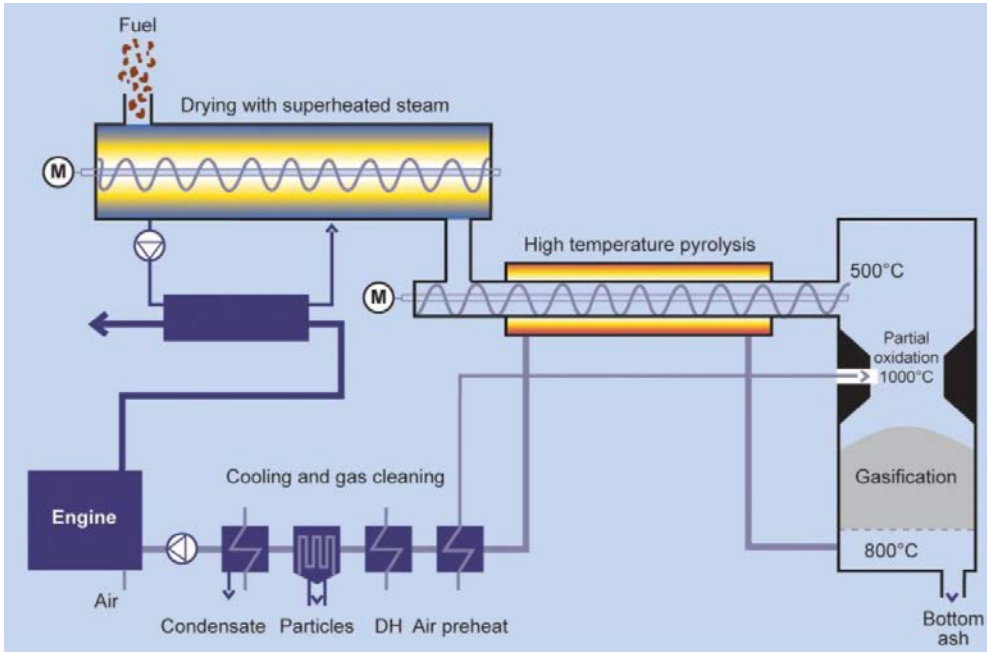 Fuel
Drying with superheated steam
M
High temperature pyrolysis
M
500°C
Partial
oxidation
1000°C
Cooling and gas cleaning
Gasification
Engine
800°C
Air
Condensate
Particles
DH
Air preheat
Bottom
ash